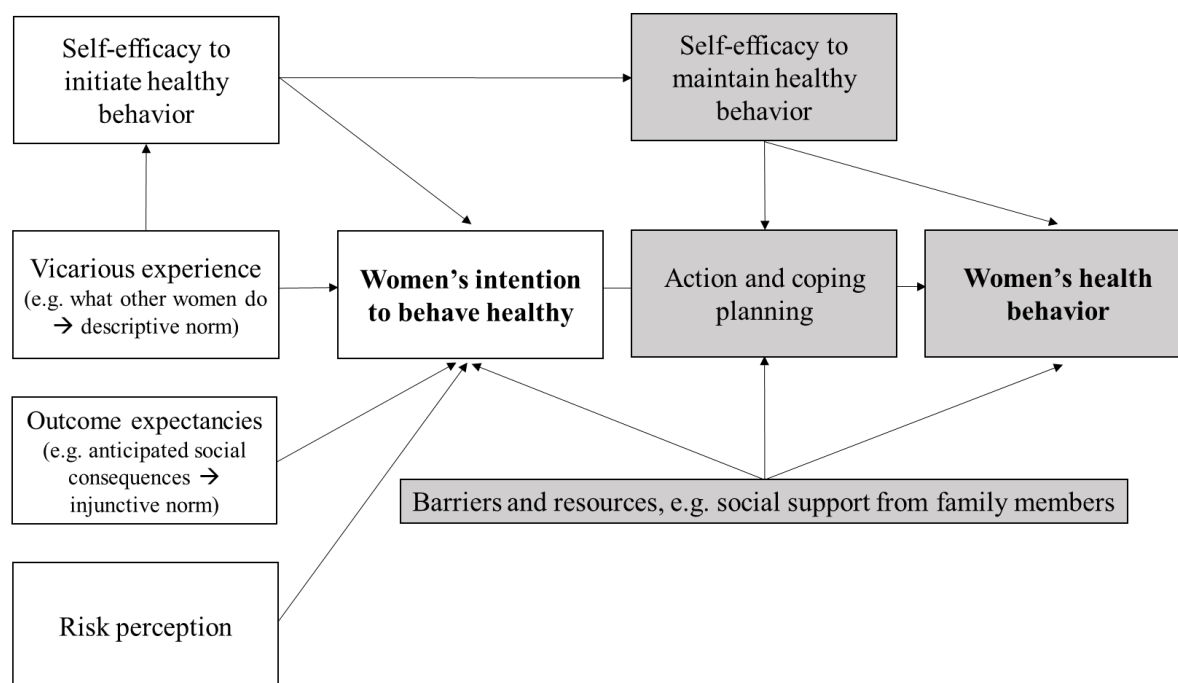 Self-efficacy to
initiate healthy
behavior
Self-efficacy to
maintain healthy
behavior
Vicarious experience
(e.g. what other women do
→ descriptive norm)
Women’s intention
to behave healthy
Action and coping
planning
Women’s health
behavior
Outcome expectancies
(e.g. anticipated social
consequences →
injunctive norm)
Barriers and resources, e.g. social support from family members
Risk perception